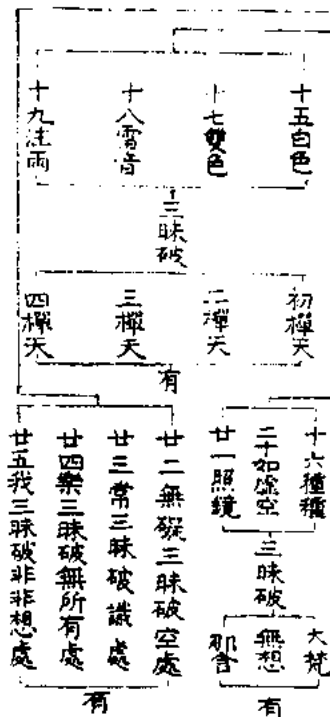 十五白色
十七雙色
十八雷音
十九注雨
三昧破
初禪天
二禪天
三禪天
四禪天
有
十六種種
二十如虛空
廿一照鏡
三昧破
大梵
無想
那含
有
廿二無礙三昧破空處
廿三常三昧破識處
廿四樂三昧破無所有處
廿五我三昧破非非想處
有